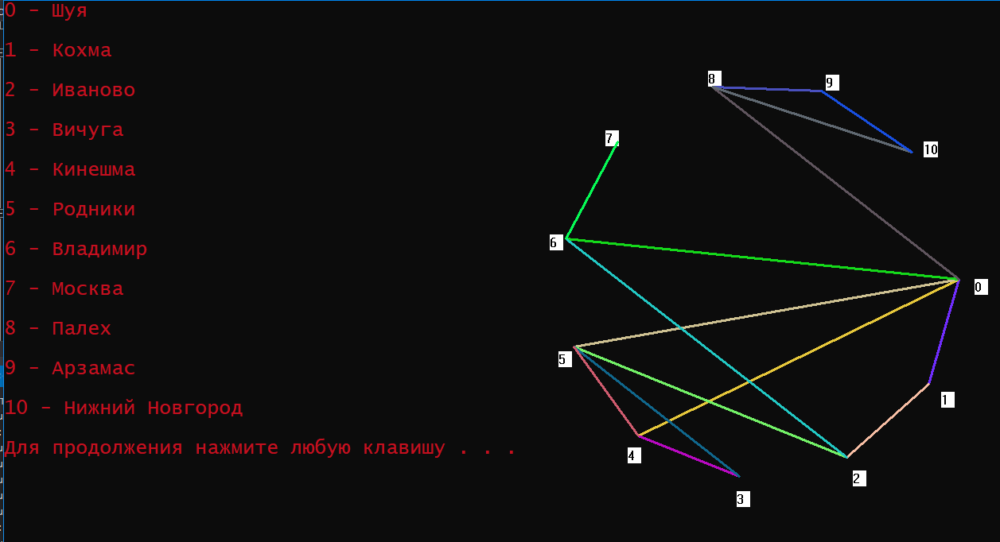 0 - Шуя
1 - Кохма
2 - Иваново
3 - Вичуга
4 - Кинешма
5 - Родники
6 - Владимир
7 - Москва
8 - Палех
9 - Арзамас
10 - Нижний Новгород
Для продолжения нажмите любую клавишу . . .
8
9
7
10
6
0
5
1
4
2
3